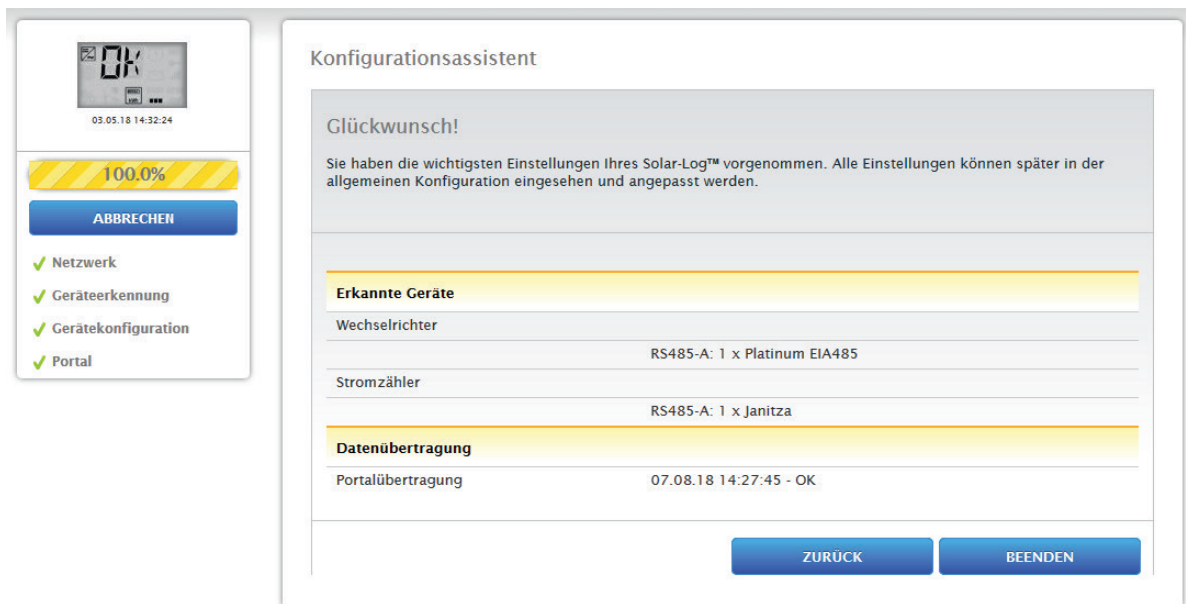 OK
03.05.18 14:32:24
100.0%
ABBRECHEN
Netzwerk
Geräteerkennung
Gerätekonfiguration
Portal
Konfigurationsassistent
Glückwunsch!
Sie haben die wichtigsten Einstellungen Ihres Solar-Log™ vorgenommen. Alle Einstellungen können später in der
allgemeinen Konfiguration eingesehen und angepasst werden.
Erkannte Geräte
Wechselrichter
RS485-A: 1 x Platinum EIA485
Stromzähler
RS485-A: 1 x Janitza
Datenübertragung
Portalübertragung 07.08.18 14:27:45 - OK
ZURÜCK BEENDEN